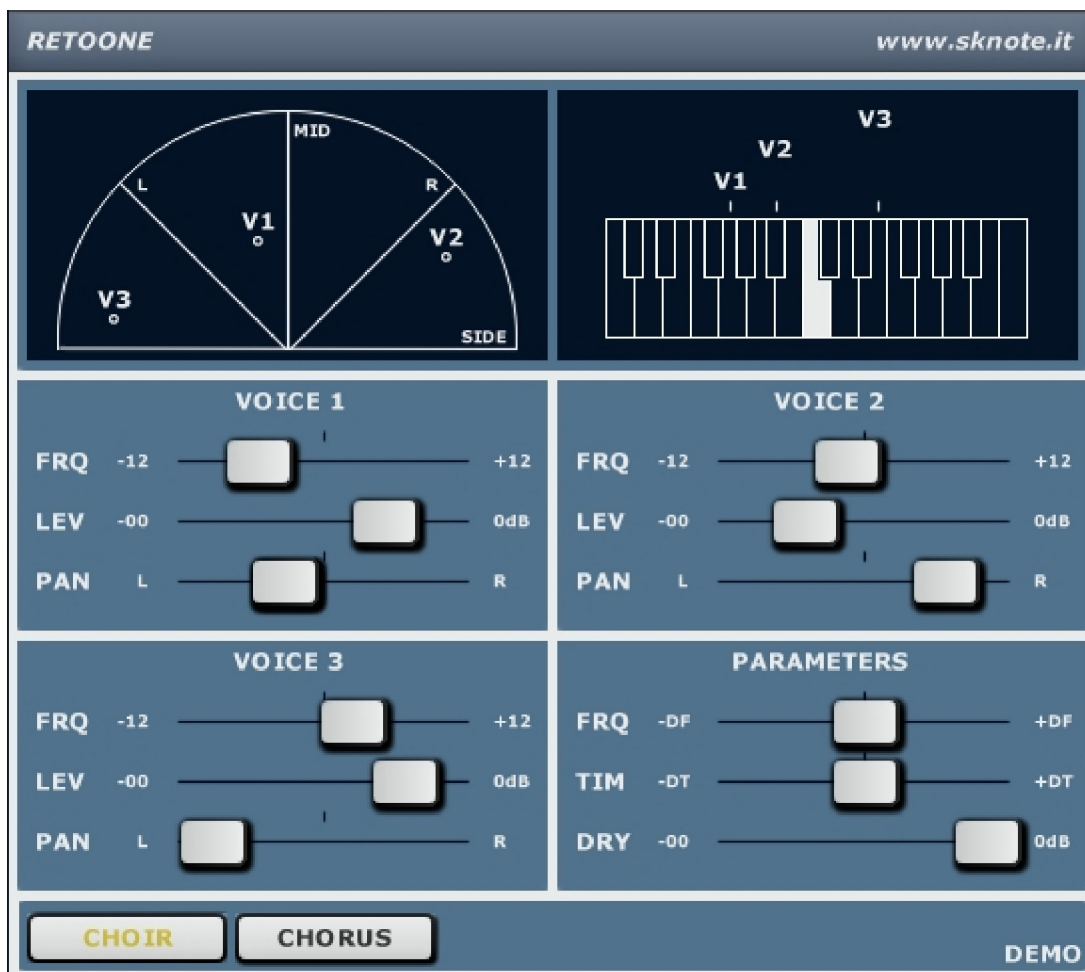 RETOONE www.sknote.it
MID
L R
V1
V2
V3
SIDE
V3
V2
V1
VOICE 1
FRQ -12 +12
LEV -00 0dB
PAN L R
VOICE 2
FRQ -12 +12
LEV -00 0dB
PAN L R
VOICE 3
FRQ -12 +12
LEV -00 0dB
PAN L R
PARAMETERS
FRQ -DF +DF
TIM -DT +DT
DRY -00 0dB
CHOIR CHORUS
DEMO